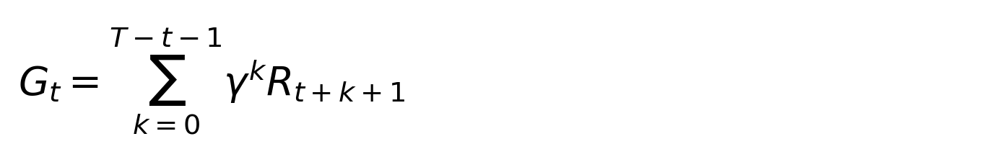 $G_t = \sum_{k=0}^{T-t-1} \gamma^k R_{t+k+1}$